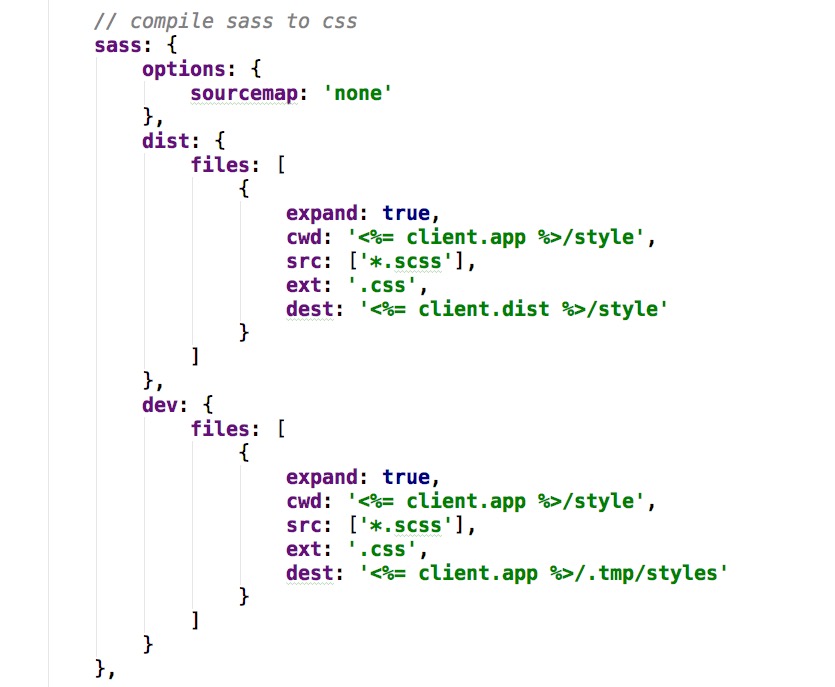 // compile sass to css
sass: {
options: {
sourcemap: 'none'
},
dist: {
files: [
{
expand: true,
cwd: '<%= client.app %>/style',
src: ['*.scss'],
ext: '.css',
dest: '<%= client.dist %>/style'
}
]
},
dev: {
files: [
{
expand: true,
cwd: '<%= client.app %>/style',
src: ['*.scss'],
ext: '.css',
dest: '<%= client.app %>/.tmp/styles'
}
]
}
},